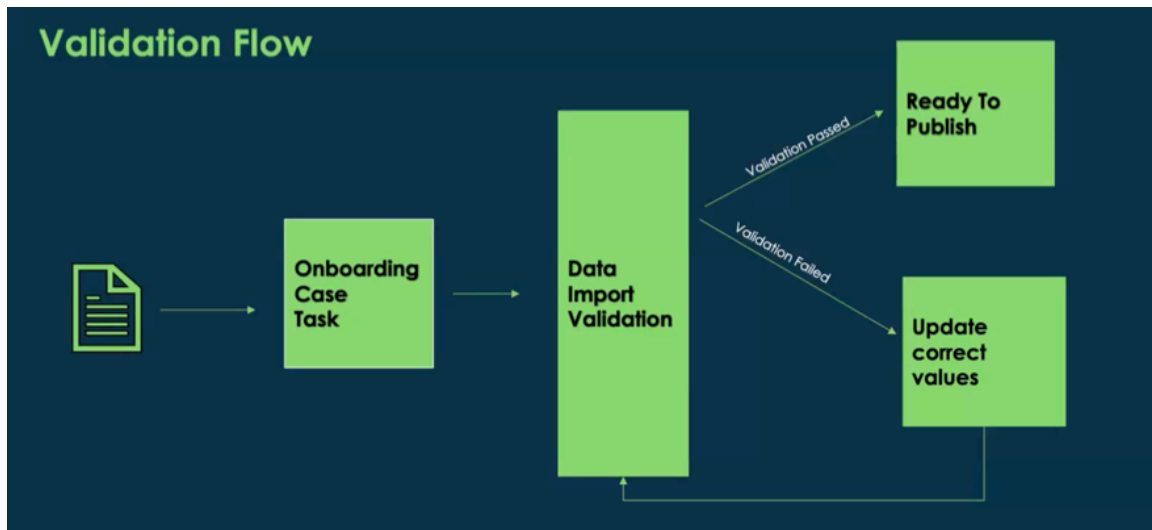 Validation Flow
Onboarding
Case
Task
Data
Import
Validation
Validation Passed
Validation Failed
Ready To
Publish
Update
correct
values